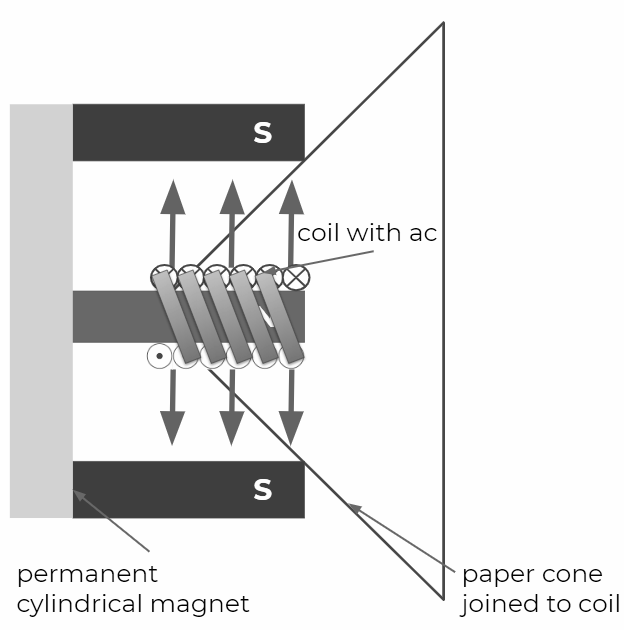 S
coil with ac
S
permanent
cylindrical magnet
paper cone
joined to coil